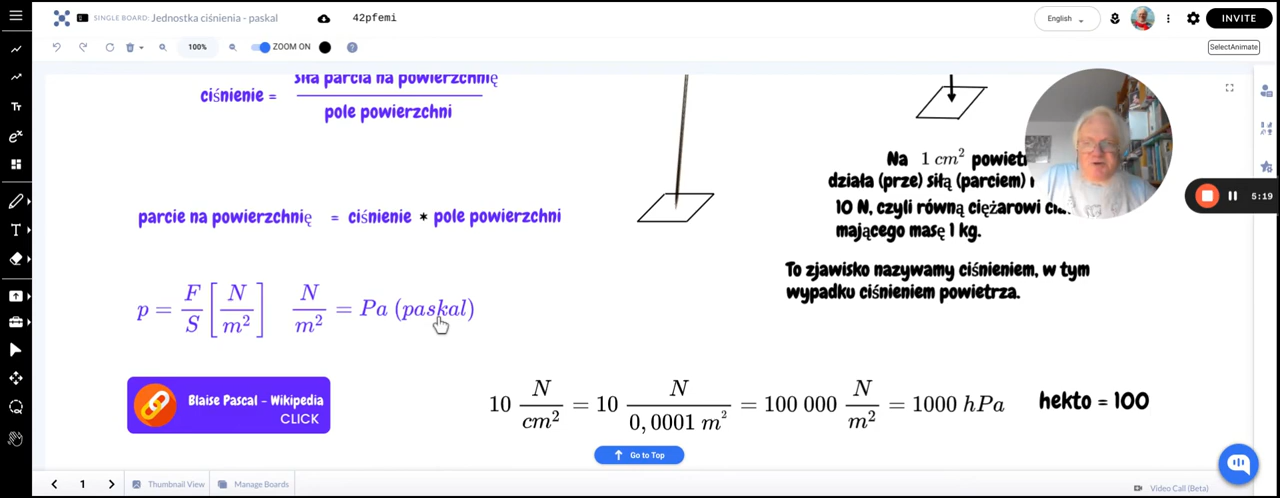 SINGLE BOARD: Jednostka ciśnienia - paskal
42pfemi
English
INVITE
100%
ZOOM ON
SelectAnimate
ciśnienie = siła parcia na powierzchnię
pole powierzchni
parcie na powierzchnię = ciśnienie * pole powierzchni
Na 1 cm² 
działa (prze) siłą (parciem)
10 N, czyli równą ciężarowi
mającego masę 1 kg.
5:19
To zjawisko nazywamy ciśnieniem, w tym
wypadku ciśnieniem powietrza.
p = F/S [N/m²] N/m² = Pa (paskal)
Blaise Pascal - Wikipedia
CLICK
10 N/cm² = 10 N/0,0001 m² = 100 000 N/m² = 1000 hPa
hekto = 100
Go to Top
1
Thumbnail View
Manage Boards
Video Call (Beta)